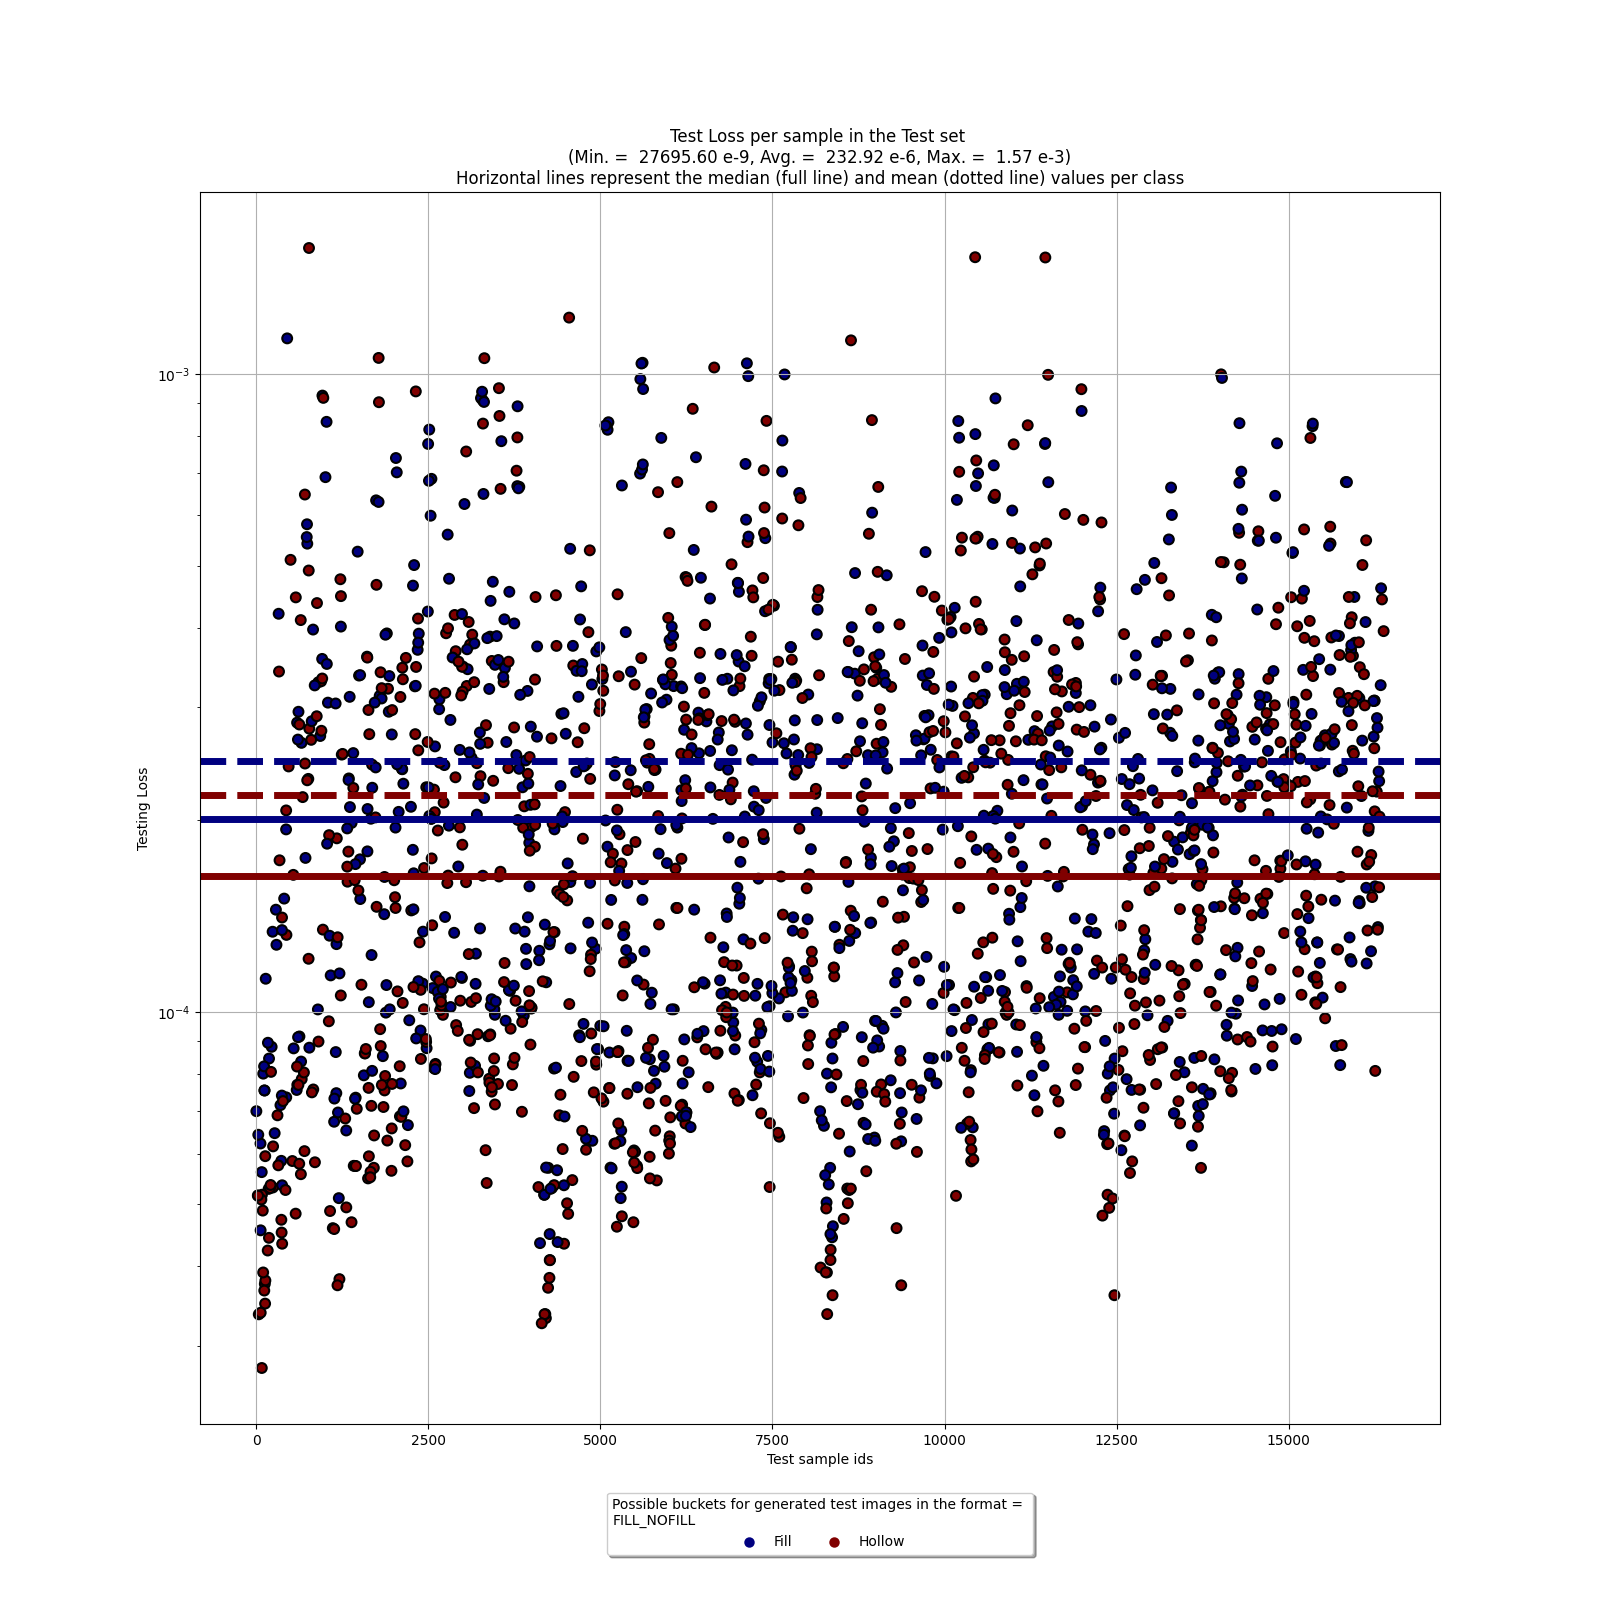 Test Loss per sample in the Test set
(Min. =  27695.60 e-9, Avg. =  232.92 e-6, Max. =  1.57 e-3)
Horizontal lines represent the median (full line) and mean (dotted line) values per class
10⁻³
10⁻⁴
Testing Loss
0 2500 5000 7500 10000 12500 15000
Test sample ids
Possible buckets for generated test images in the format =
FILL_NOFILL
Fill Hollow